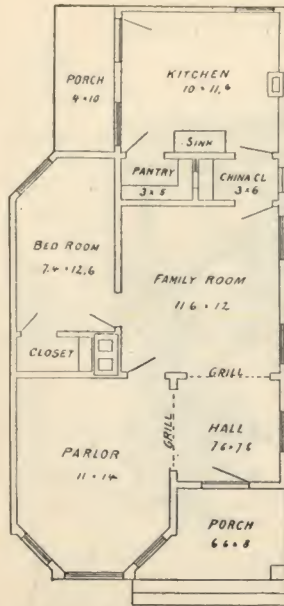 KITCHEN
10 × 11,6
PORCH
4 × 10
SINK
PANTRY
3 × 5
CHINA CL
3 × 6
BED ROOM
7.4 × 12,6
FAMILY ROOM
11 6 × 12
CLOSET
GRILL
GRILL
HALL
7 6 × 7 6
PARLOR
11 × 14
PORCH
6 6 × 8